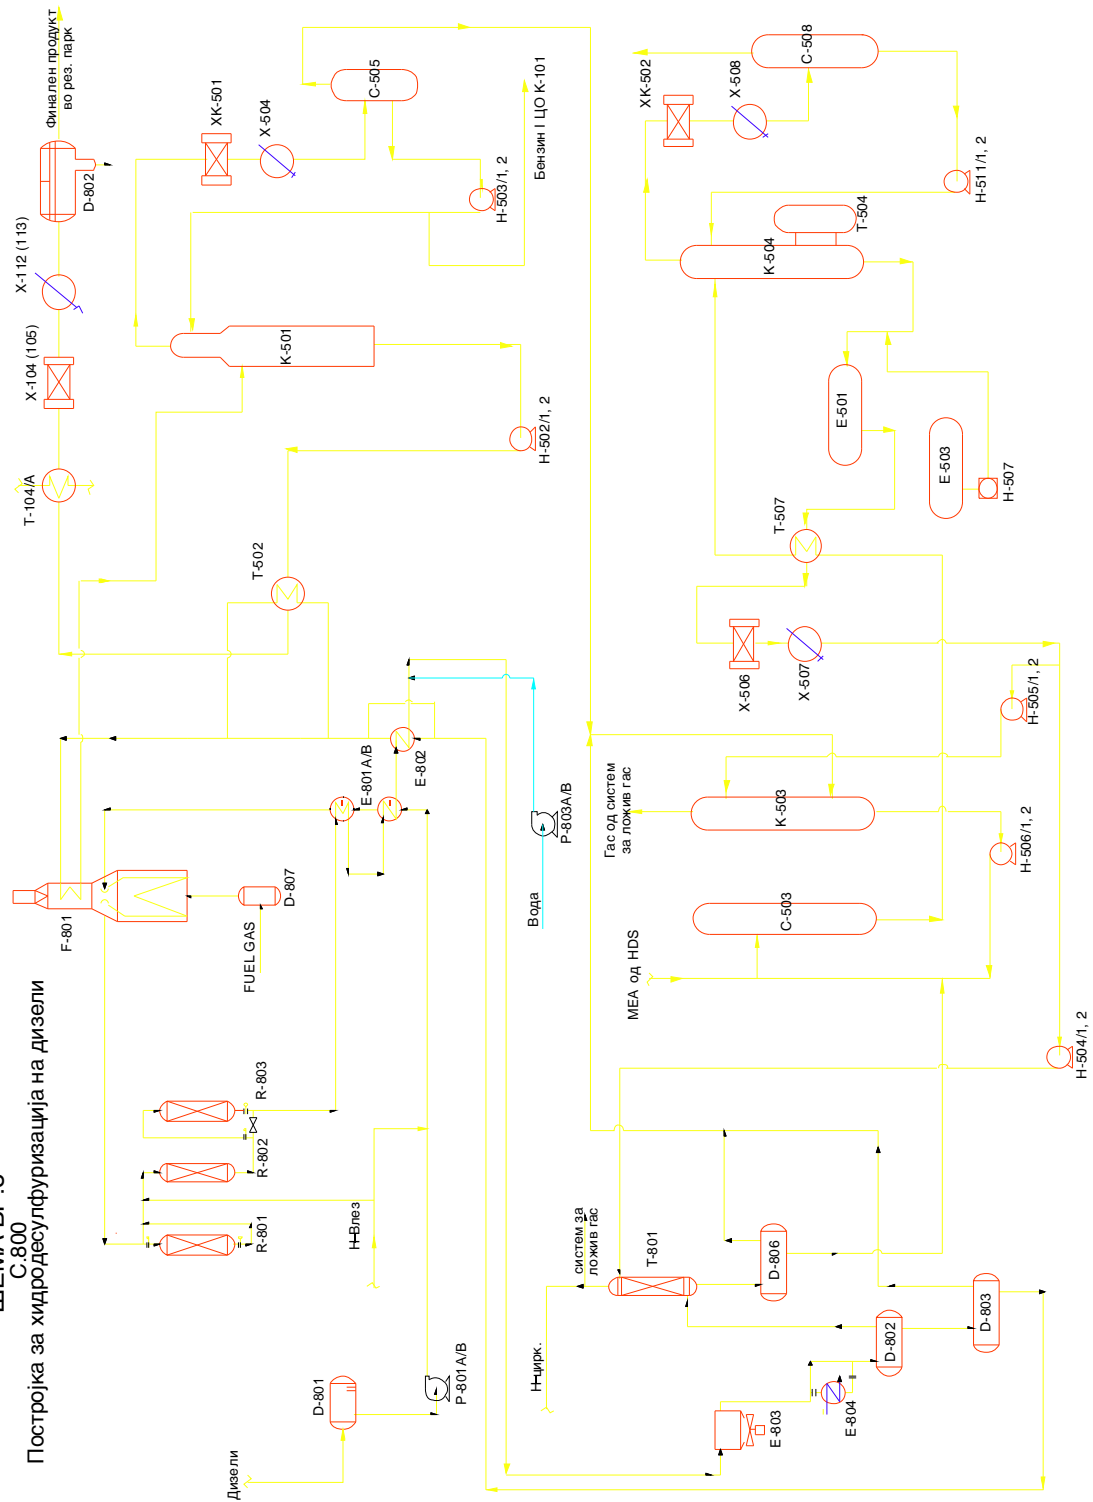 С.800
Постројка за хидродесулфуризација на дизели
Финален продукт
во рез. парк
D-802
X-112 (113)
X-104 (105)
T-104/A
XK-501
X-504
C-505
H-503/1, 2
Бензин I ЦО K-101
K-501
H-502/1, 2
T-502
XK-502
X-508
C-508
H-511/1, 2
T-504
K-504
E-501
E-503
H-507
T-507
X-506
X-507
H-505/1, 2
E-802
E-801A/B
P-803A/B
Вода
F-801
D-807
FUEL GAS
Гас од систем
за ложив гас
K-503
H-506/1, 2
C-503
МЕА од HDS
H-504/1, 2
R-803
R-802
R-801
Н-Влез
D-801
P-801A/B
Дизели
систем за
ложив гас
T-801
D-806
Н-цирк.
D-802
D-803
E-803
E-804